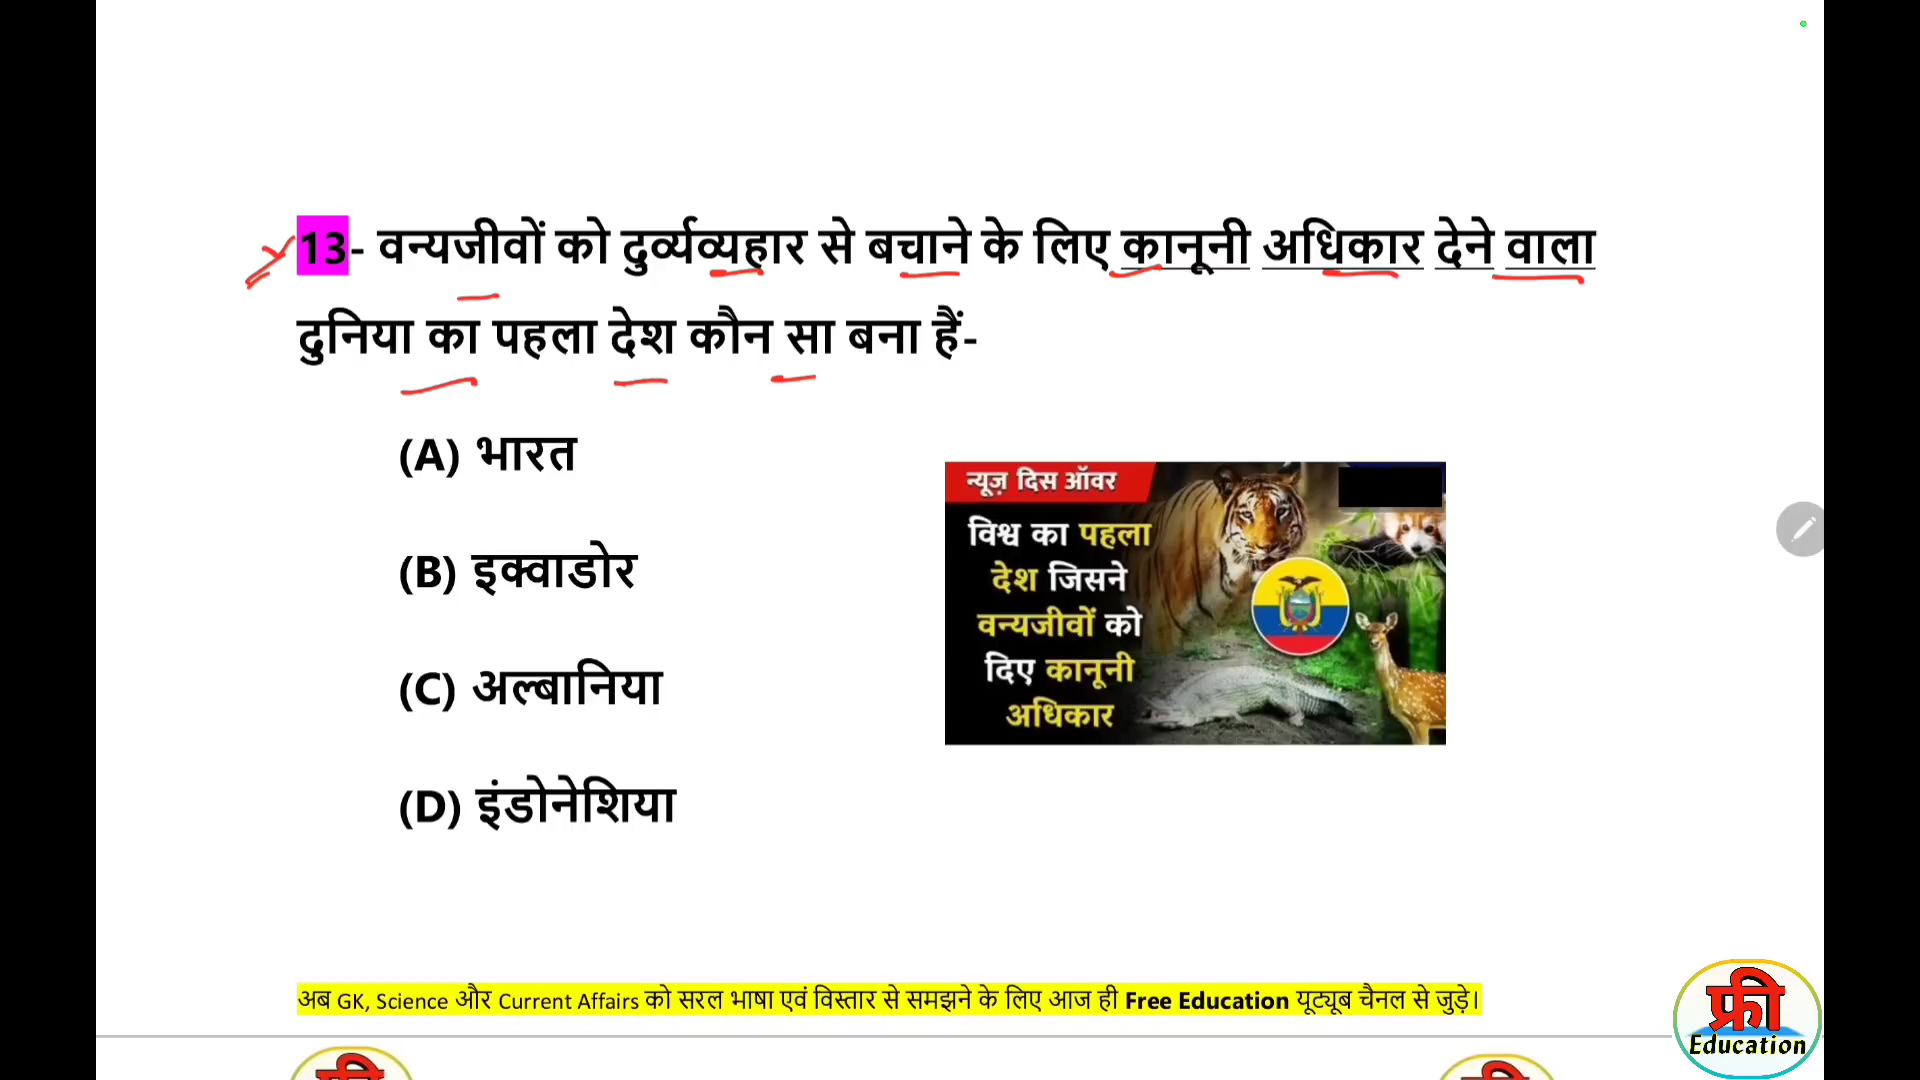 13- वन्यजीवों को दुर्व्यव्यहार से बचाने के लिए कानूनी अधिकार देने वाला
दुनिया का पहला देश कौन सा बना हैं-
(A) भारत
(B) इक्वाडोर
(C) अल्बानिया
(D) इंडोनेशिया
न्यूज़ दिस ऑवर
विश्व का पहला
देश जिसने
वन्यजीवों को
दिए कानूनी
अधिकार
अब GK, Science और Current Affairs को सरल भाषा एवं विस्तार से समझने के लिए आज ही Free Education यूट्यूब चैनल से जुड़े।
फ्री
Education